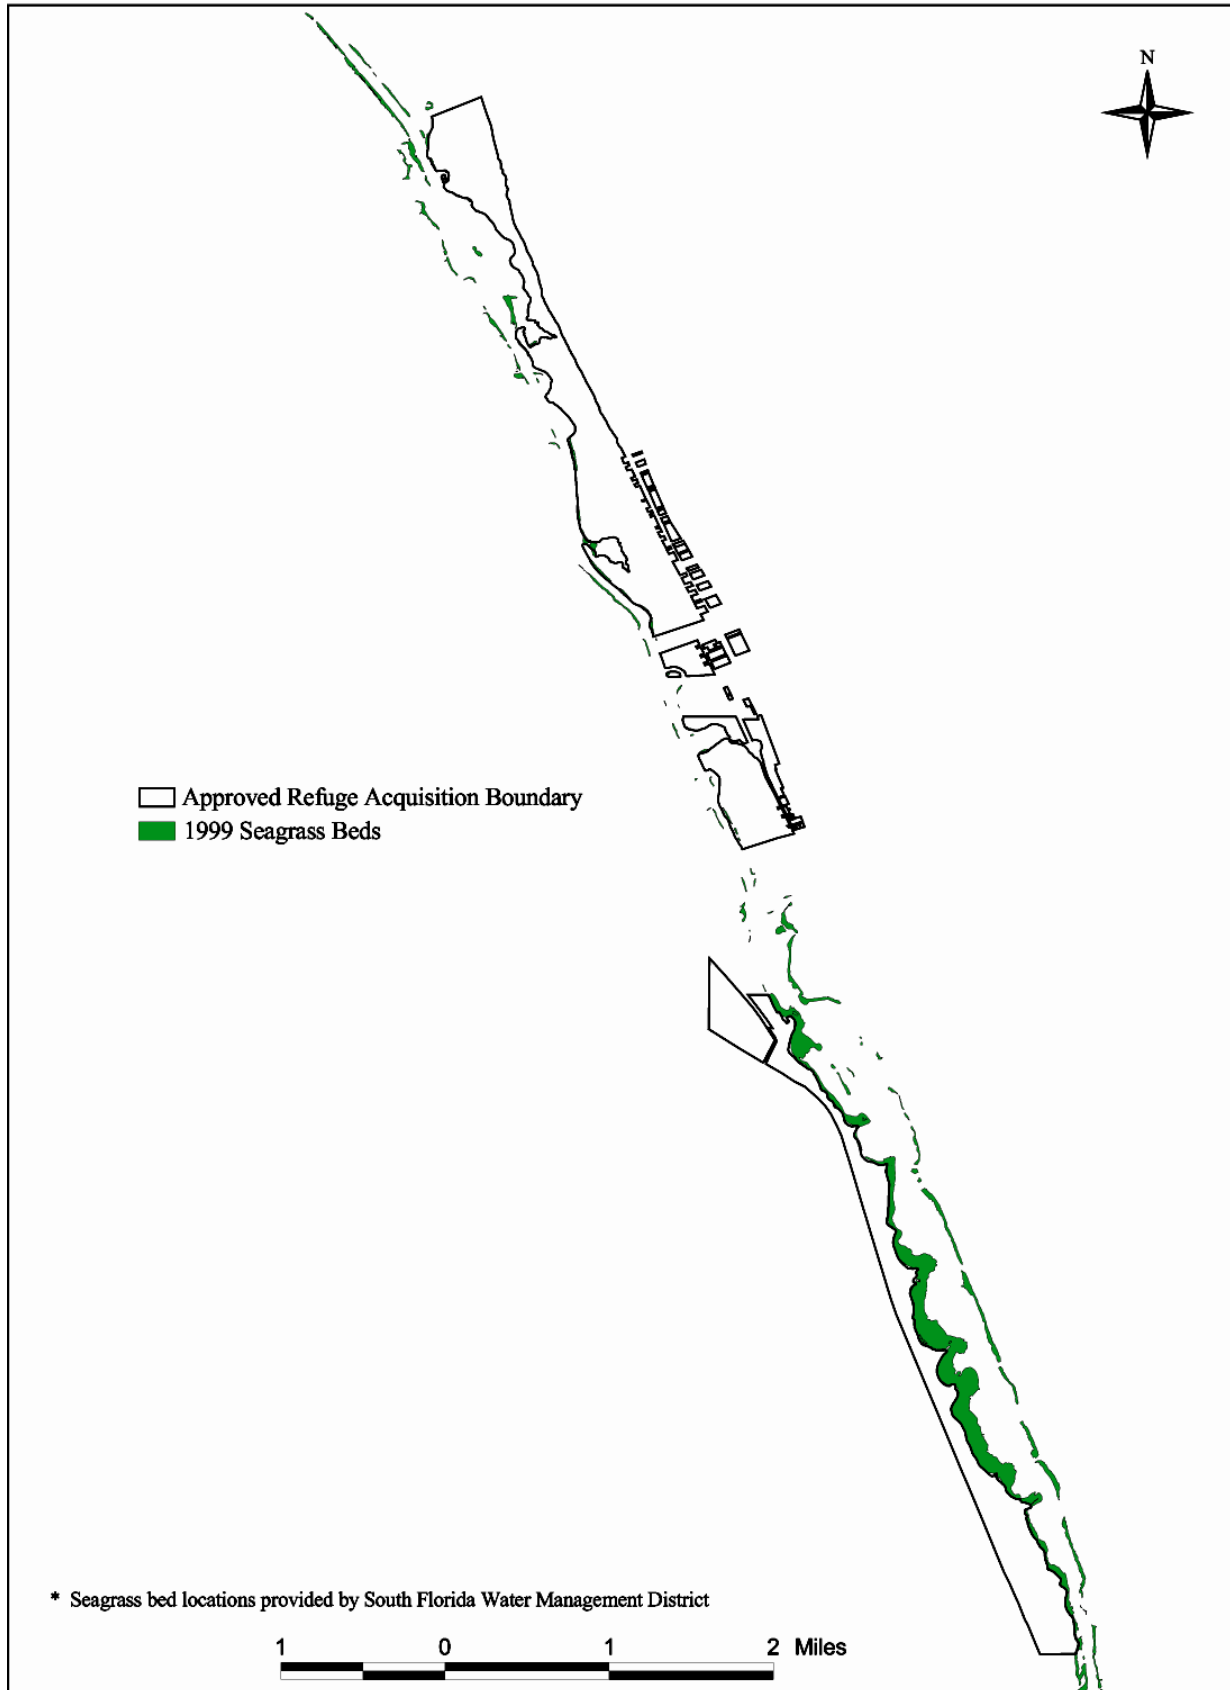 N
Approved Refuge Acquisition Boundary
1999 Seagrass Beds
* Seagrass bed locations provided by South Florida Water Management District
1 0 1 2 Miles